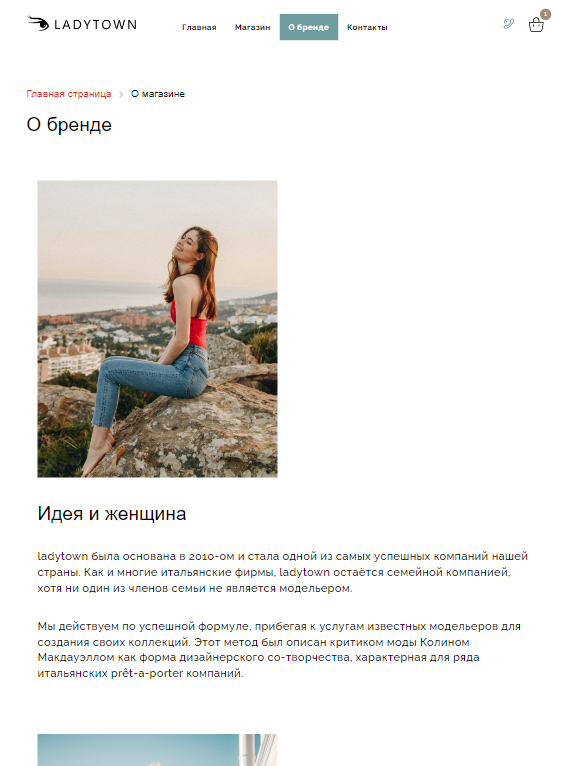 LADYTOWN
Главная Магазин О бренде Контакты
1
Главная страница > О магазине
О бренде
Идея и женщина
ladytown была основана в 2010-ом и стала одной из самых успешных компаний нашей
страны. Как и многие итальянские фирмы, ladytown остаётся семейной компанией,
хотя ни один из членов семьи не является модельером.
Мы действуем по успешной формуле, прибегая к услугам известных модельеров для
создания своих коллекций. Этот метод был описан критиком моды Колином
Макдауэллом как форма дизайнерского со-творчества, характерная для ряда
итальянских prêt-a-porter компаний.